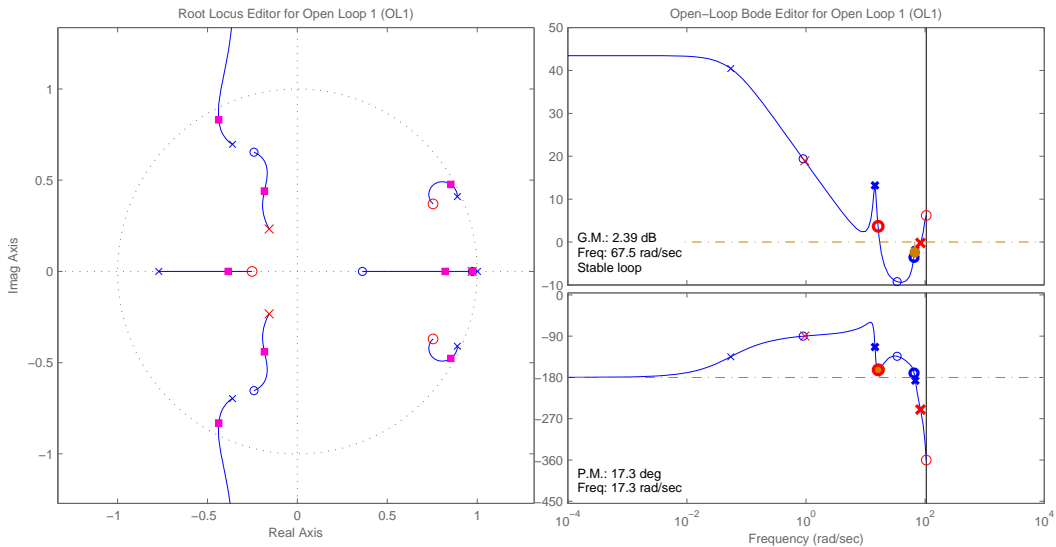 Root Locus Editor for Open Loop 1 (OL1)
1
0.5
0
−0.5
−1
Imag Axis
−1
−0.5
0
0.5
1
Real Axis
Open−Loop Bode Editor for Open Loop 1 (OL1)
50
40
30
20
10
0
−10
G.M.: 2.39 dB
Freq: 67.5 rad/sec
Stable loop
0
−90
−180
−270
−360
−450
P.M.: 17.3 deg
Freq: 17.3 rad/sec
10^−4
10^−2
10^0
10^2
10^4
Frequency (rad/sec)